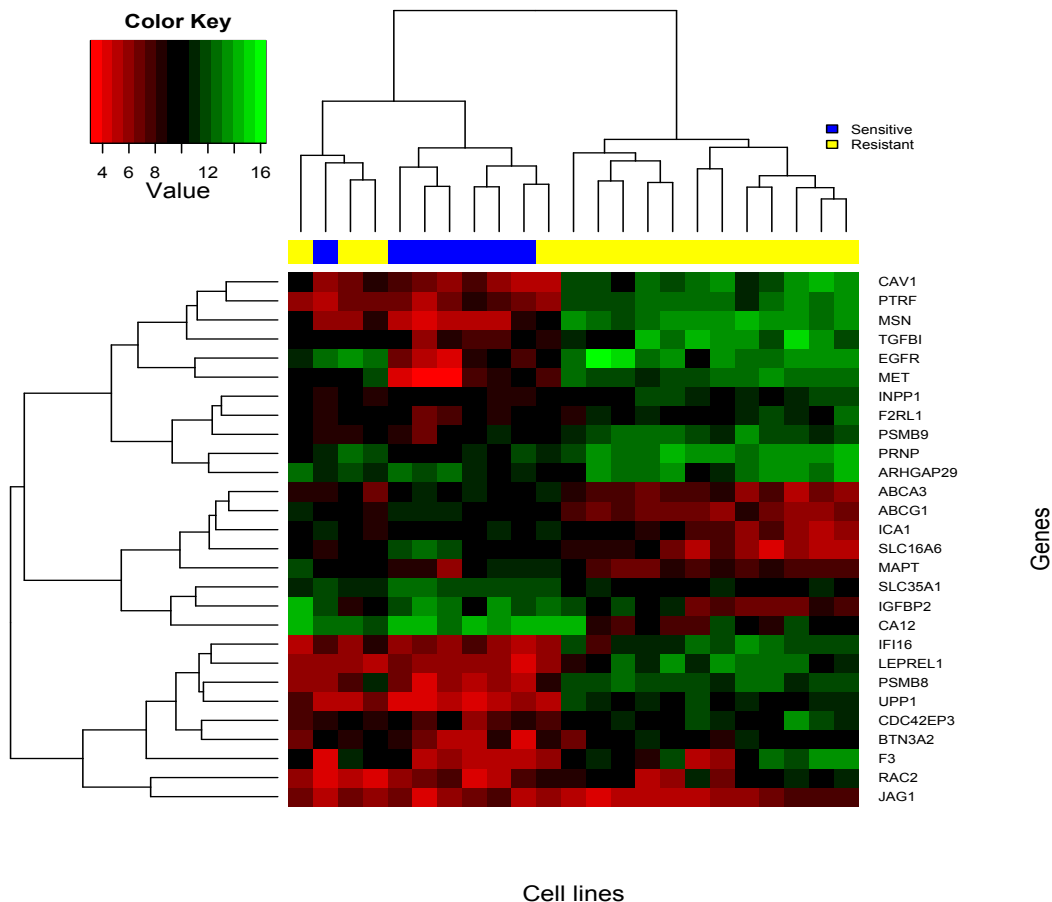 Color Key
4 6 8 12 16
Value
Sensitive
Resistant
CAV1
PTRF
MSN
TGFBI
EGFR
MET
INPP1
F2RL1
PSMB9
PRNP
ARHGAP29
ABCA3
ABCG1
ICA1
SLC16A6
MAPT
SLC35A1
IGFBP2
CA12
IFI16
LEPREL1
PSMB8
UPP1
CDC42EP3
BTN3A2
F3
RAC2
JAG1
Genes
Cell lines